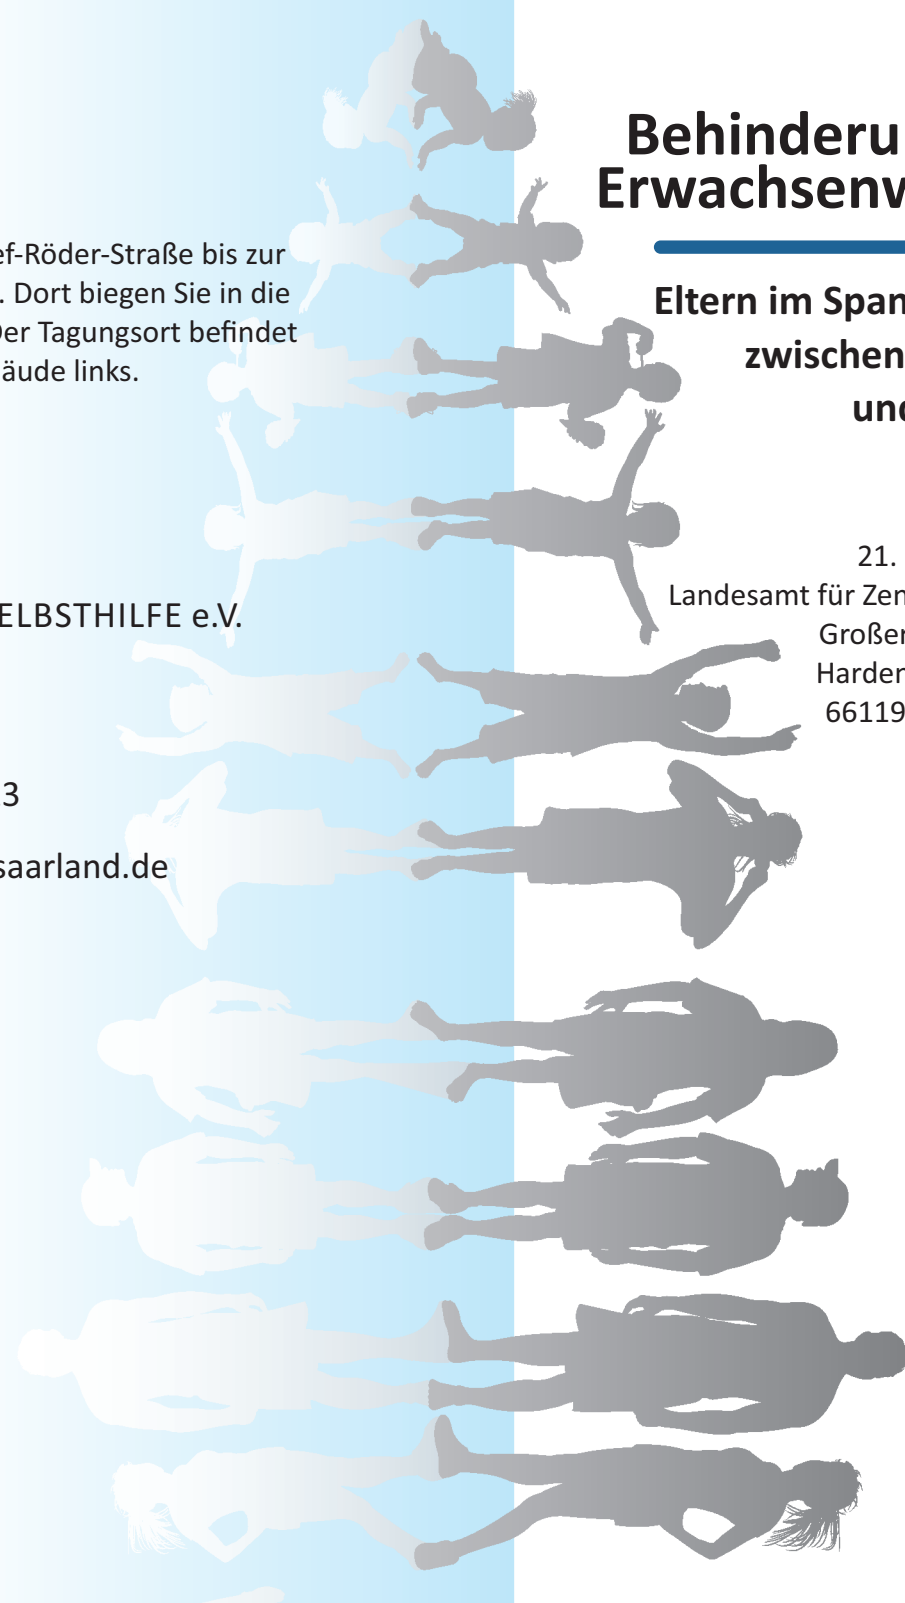 ef-Röder-Straße bis zur
. Dort biegen Sie in die
Der Tagungsort befindet
äude links.
ELBSTHILFE e.V.
3
saarland.de
Behinderu
Erwachsenw
Eltern im Span
zwischen
und
21.
Landesamt für Zen
Großer
Harden
66119